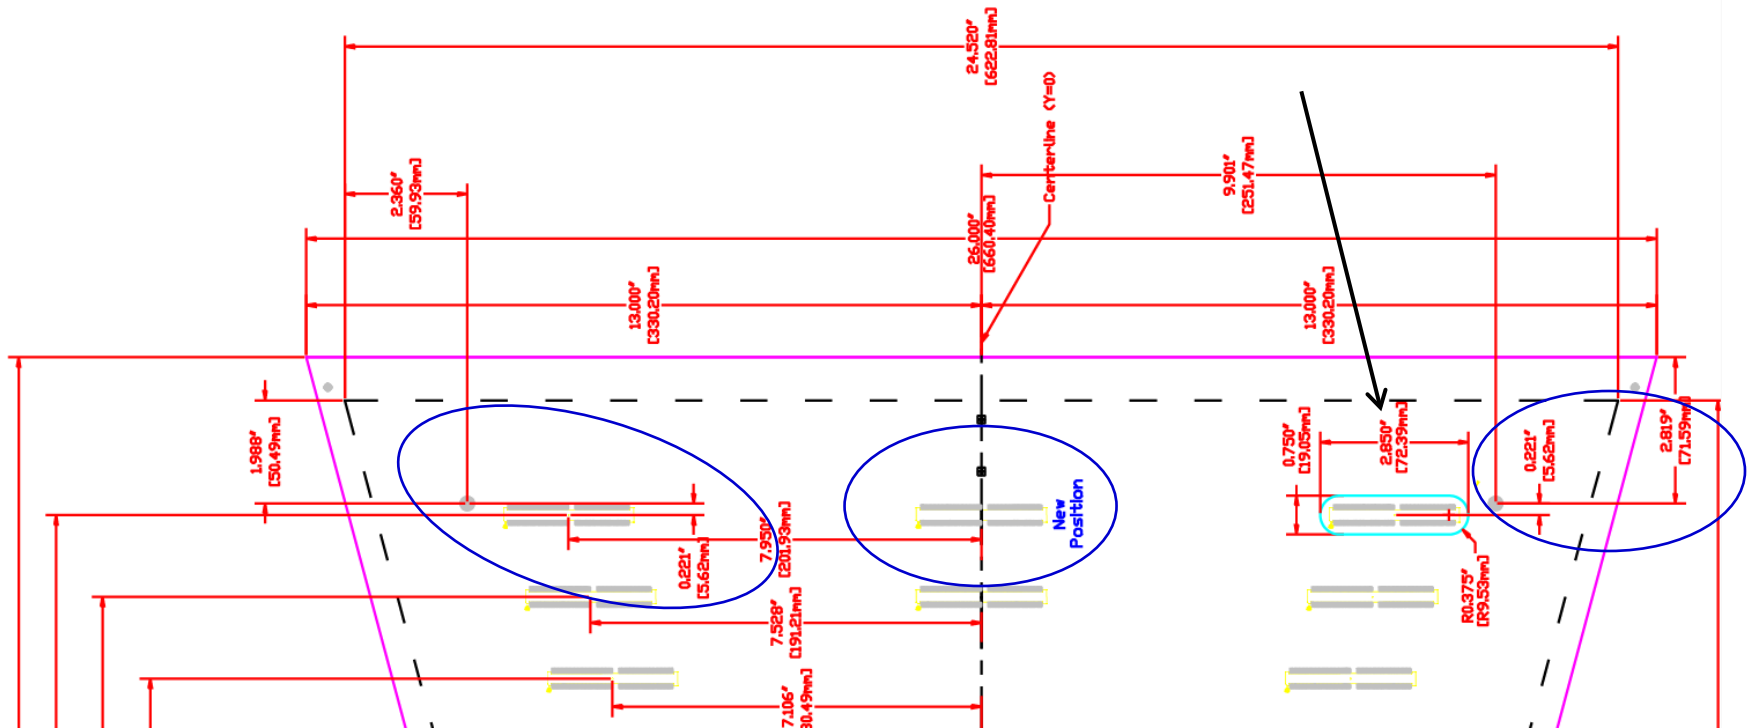 24.520"
[622.81mm]
Centerline (Y=0)
2.360"
[59.93mm]
9.901"
[251.47mm]
26.000"
[660.40mm]
13.000"
[330.20mm]
13.000"
[330.20mm]
1.988"
[50.49mm]
0.750"
[19.05mm]
2.850"
[72.39mm]
0.221"
[5.62mm]
2.819"
[71.59mm]
New
Position
7.950"
[201.93mm]
0.221"
[5.62mm]
R0.375"
[R9.53mm]
7.528"
[191.21mm]
7.106"